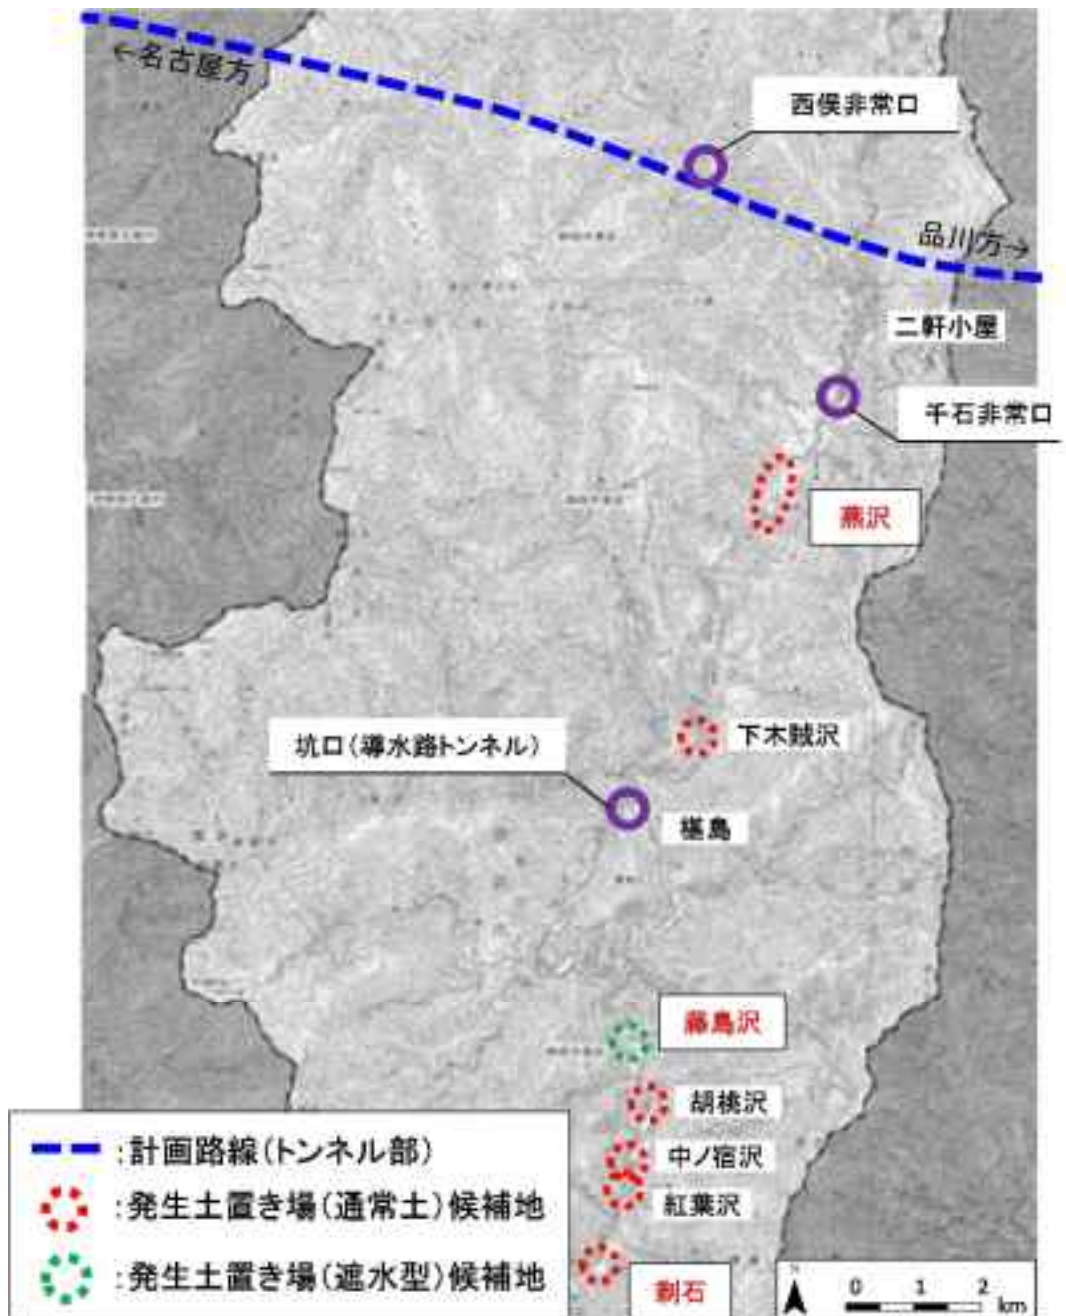 ←名古屋方
西俣非常口
品川方→
二軒小屋
千石非常口
燕沢
下木賊沢
坑口(導水路トンネル)
椹島
藤島沢
胡桃沢
中ノ宿沢
紅葉沢
剃石
:計画路線(トンネル部)
:発生土置き場(通常土)候補地
:発生土置き場(遮水型)候補地
N
0 1 2
km